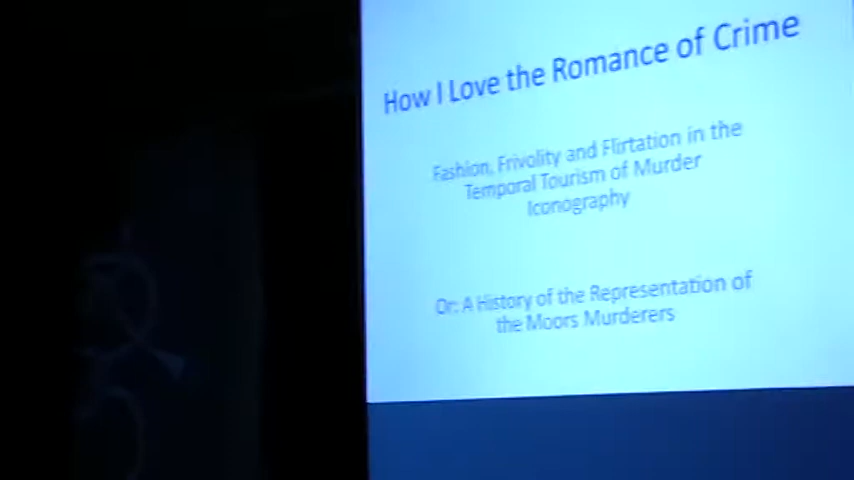 How I Love the Romance of Crime
Fashion, Frivolity and Flirtation in the
Temporal Tourism of Murder
Iconography
Or: A History of the Representation of
the Moors Murderers